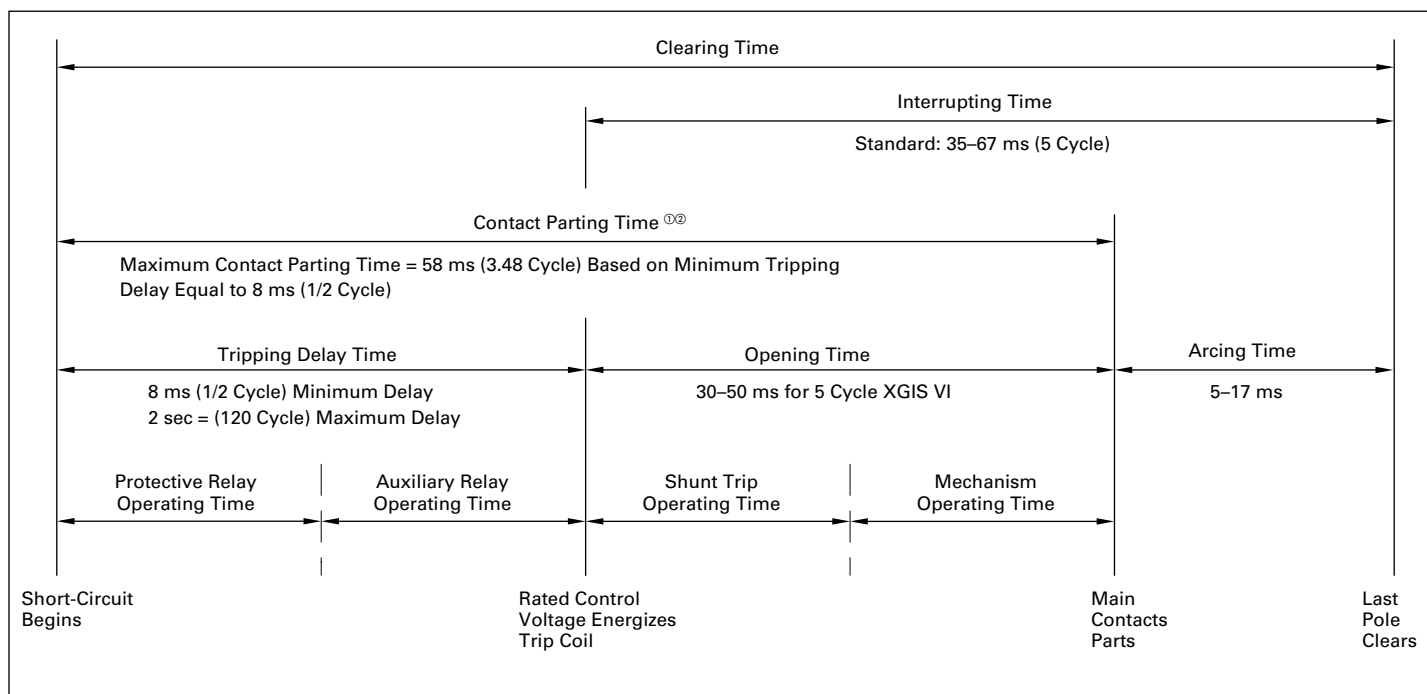 Clearing Time
Interrupting Time
Standard: 35–67 ms (5 Cycle)
Contact Parting Time ①②
Maximum Contact Parting Time = 58 ms (3.48 Cycle) Based on Minimum Tripping
Delay Equal to 8 ms (1/2 Cycle)
Tripping Delay Time
8 ms (1/2 Cycle) Minimum Delay
2 sec = (120 Cycle) Maximum Delay
Opening Time
30–50 ms for 5 Cycle XGIS VI
Arcing Time
5–17 ms
Protective Relay
Operating Time
Auxiliary Relay
Operating Time
Shunt Trip
Operating Time
Mechanism
Operating Time
Short-Circuit
Begins
Rated Control
Voltage Energizes
Trip Coil
Main
Contacts
Parts
Last
Pole
Clears